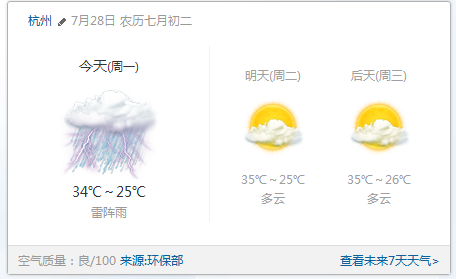 杭州 7月28日 农历七月初二
今天(周一)
34℃～25℃
雷阵雨
明天(周二)
35℃～25℃
多云
后天(周三)
35℃～26℃
多云
空气质量：良/100 来源:环保部 查看未来7天天气>